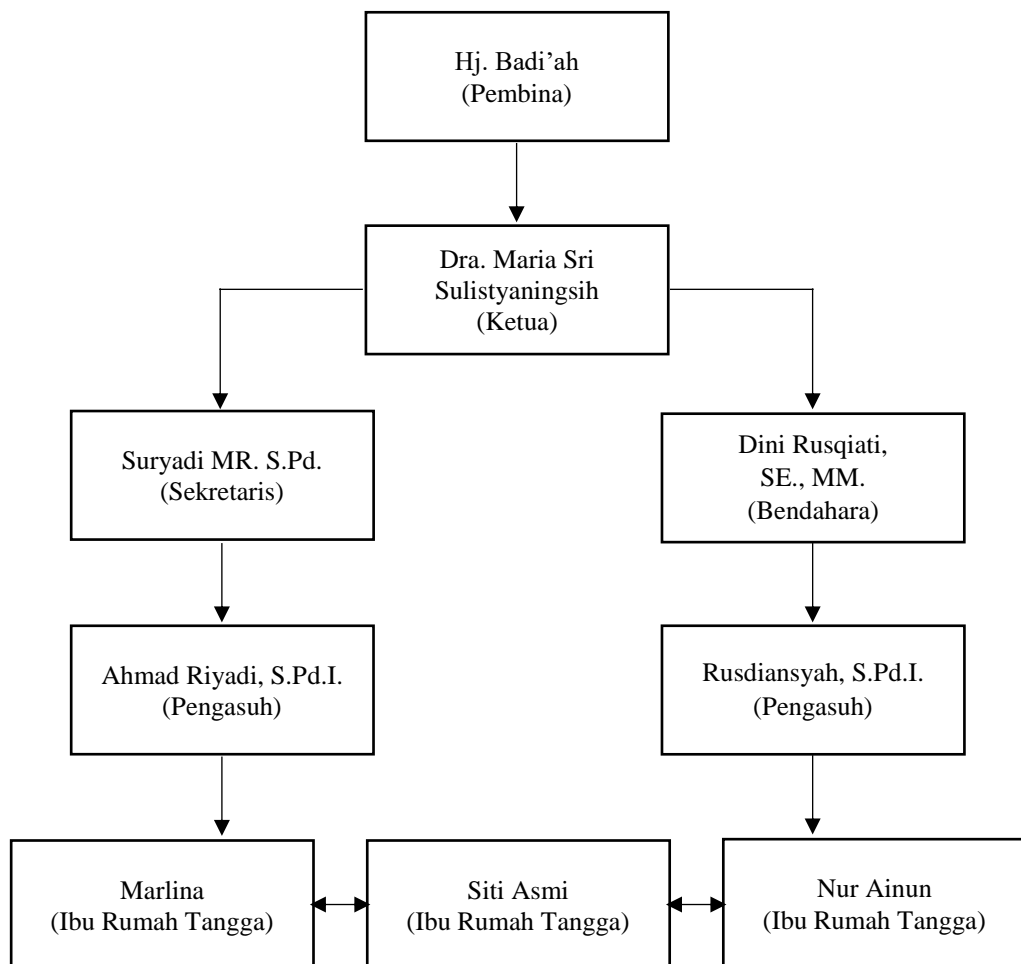 Hj. Badi’ah
(Pembina)
Dra. Maria Sri
Sulistyaningsih
(Ketua)
Suryadi MR. S.Pd.
(Sekretaris)
Dini Rusqiati,
SE., MM.
(Bendahara)
Ahmad Riyadi, S.Pd.I.
(Pengasuh)
Rusdiansyah, S.Pd.I.
(Pengasuh)
Marlina
(Ibu Rumah Tangga)
Siti Asmi
(Ibu Rumah Tangga)
Nur Ainun
(Ibu Rumah Tangga)